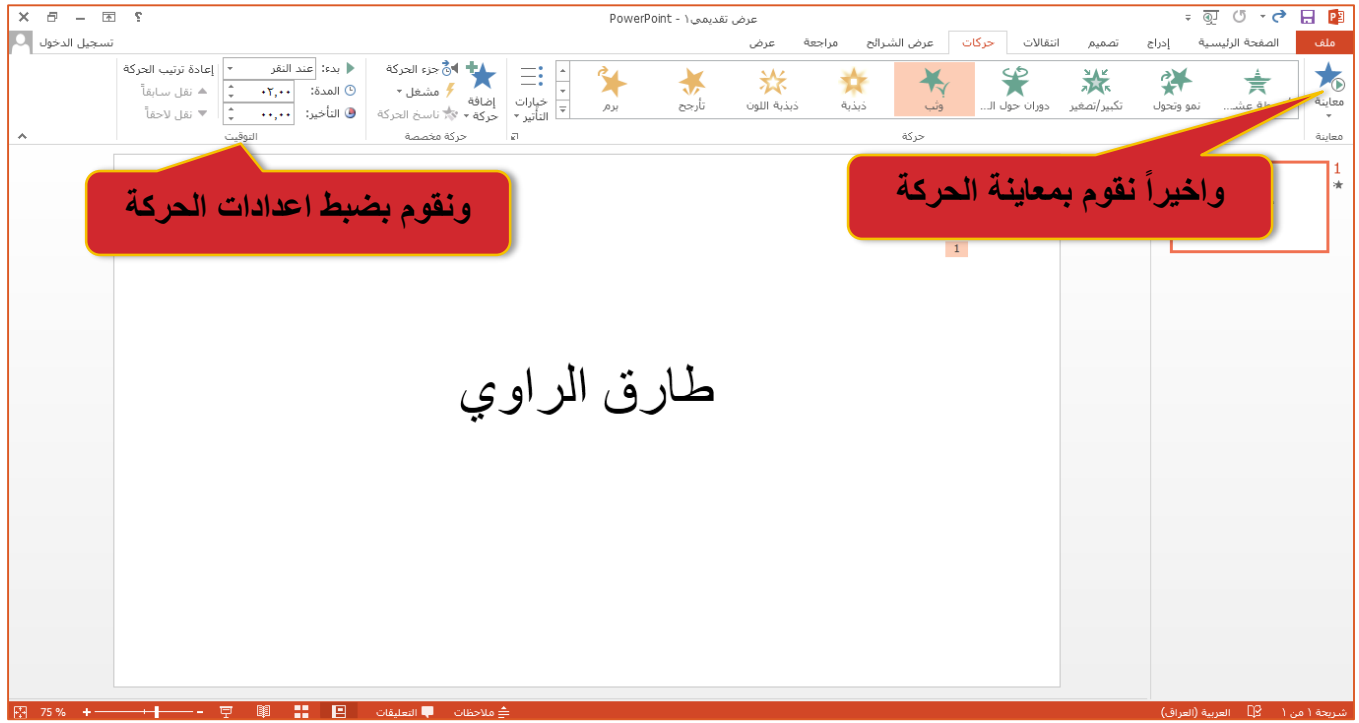 عرض تقديمي١ - PowerPoint
ملف
الصفحة الرئيسية
إدراج
تصميم
انتقالات
حركات
عرض الشرائح
مراجعة
عرض
تسجيل الدخول
معاينة
معاينة
نمو وتحول
تكبير/تصغير
دوران حول الـ...
وثب
ذبذبة
ذبذبة اللون
تأرجح
برم
حركة
خيارات التأثير
إضافة حركة
جزء الحركة
مشغل
ناسخ الحركة
حركة مخصصة
بدء: عند النقر
المدة: ٠٢,٠٠
التأخير: ٠٠,٠٠
إعادة ترتيب الحركة
نقل سابقاً
نقل لاحقاً
التوقيت
واخيراً نقوم بمعاينة الحركة
ونقوم بضبط اعدادات الحركة
1
1
طارق الراوي
شريحة ١ من ١
العربية (العراق)
ملاحظات
التعليقات
75 %